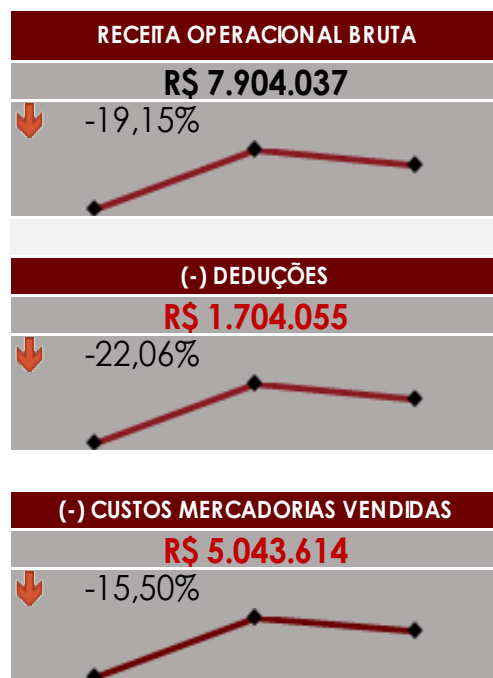 RECEITA OPERACIONAL BRUTA
R$ 7.904.037
-19,15%
(-) DEDUÇÕES
R$ 1.704.055
-22,06%
(-) CUSTOS MERCADORIAS VENDIDAS
R$ 5.043.614
-15,50%